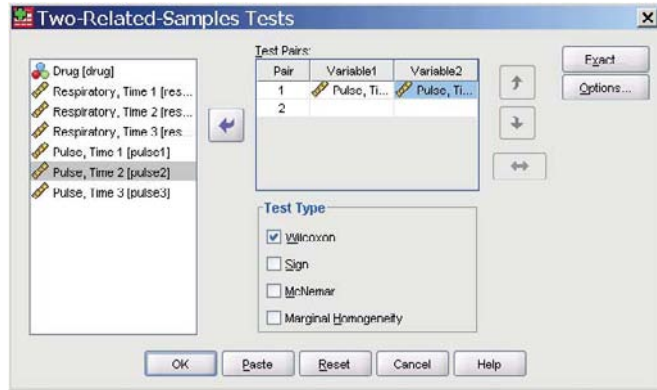 Two-Related-Samples Tests
Drug [drug]
Respiratory, Time 1 [res...
Respiratory, Time 2 [res...
Respiratory, Time 3 [res...
Pulse, Time 1 [pulse1]
Pulse, Time 2 [pulse2]
Pulse, Time 3 [pulse3]
Test Pairs:
Pair Variable1 Variable2
1 Pulse, Ti... Pulse, Ti...
2
Exact...
Options...
Test Type
Wilcoxon
Sign
McNemar
Marginal Homogeneity
OK Paste Reset Cancel Help